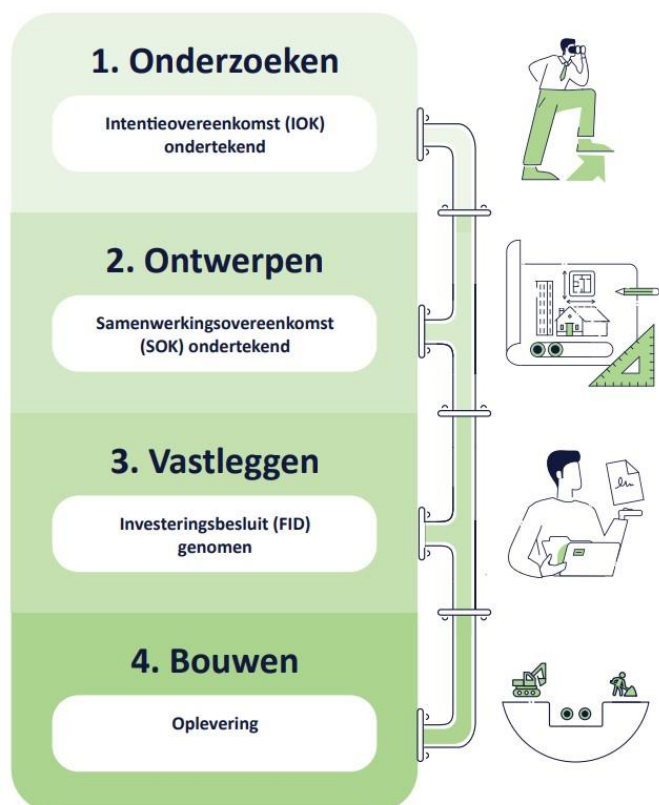 1. Onderzoeken
Intentieovereenkomst (IOK)
ondertekend
2. Ontwerpen
Samenwerkingsovereenkomst
(SOK) ondertekend
3. Vastleggen
Investeringsbesluit (FID)
genomen
4. Bouwen
Oplevering